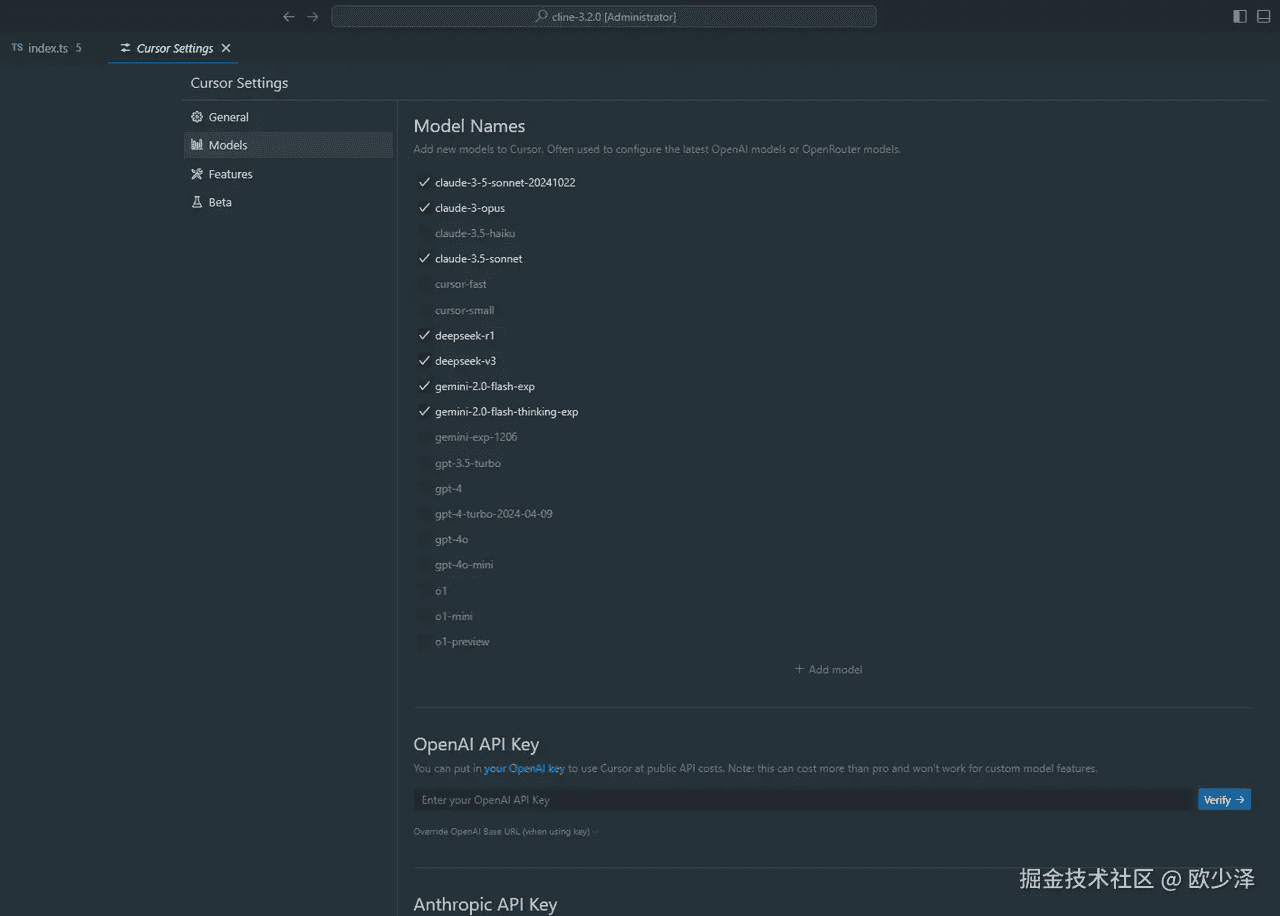 cline-3.2.0 [Administrator]
TS index.ts 5
Cursor Settings
Cursor Settings
General
Models
Features
Beta
Model Names
Add new models to Cursor. Often used to configure the latest OpenAI models or OpenRouter models.
claude-3-5-sonnet-20241022
claude-3-opus
claude-3.5-haiku
claude-3.5-sonnet
cursor-fast
cursor-small
deepseek-r1
deepseek-v3
gemini-2.0-flash-exp
gemini-2.0-flash-thinking-exp
gemini-exp-1206
gpt-3.5-turbo
gpt-4
gpt-4-turbo-2024-04-09
gpt-4o
gpt-4o-mini
o1
o1-mini
o1-preview
+ Add model
OpenAI API Key
You can put in your OpenAI key to use Cursor at public API costs. Note: this can cost more than pro and won't work for custom model features.
Enter your OpenAI API Key
Verify →
Override OpenAI Base URL (when using key)
掘金技术社区 @ 欧少泽
Anthropic API Key